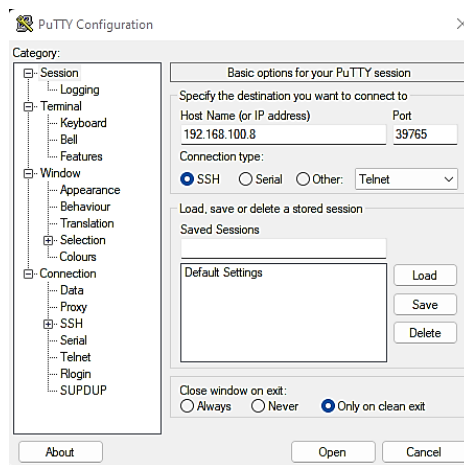 PuTTY Configuration
Category:
Session
Logging
Terminal
Keyboard
Bell
Features
Window
Appearance
Behaviour
Translation
Selection
Colours
Connection
Data
Proxy
SSH
Serial
Telnet
Rlogin
SUPDUP
Basic options for your PuTTY session
Specify the destination you want to connect to
Host Name (or IP address) Port
192.168.100.8 39765
Connection type:
SSH Serial Other: Telnet
Load, save or delete a stored session
Saved Sessions
Default Settings
Load
Save
Delete
Close window on exit:
Always Never Only on clean exit
About Open Cancel